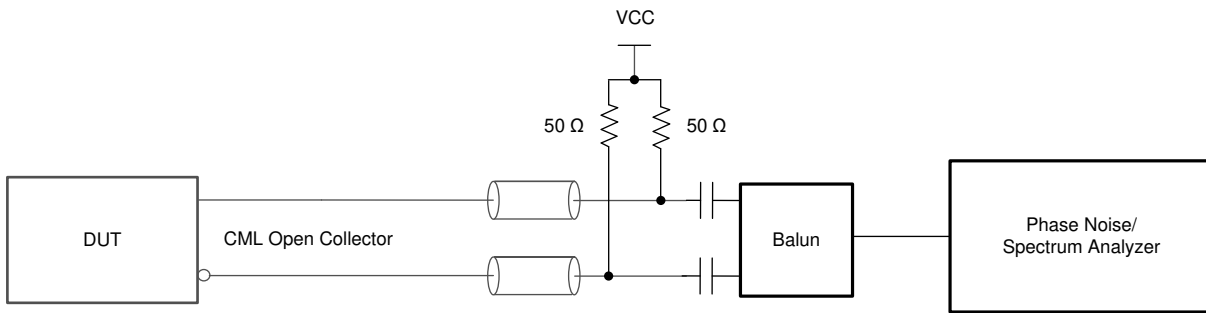 VCC
50 Ω
50 Ω
DUT
CML Open Collector
Balun
Phase Noise/
Spectrum Analyzer